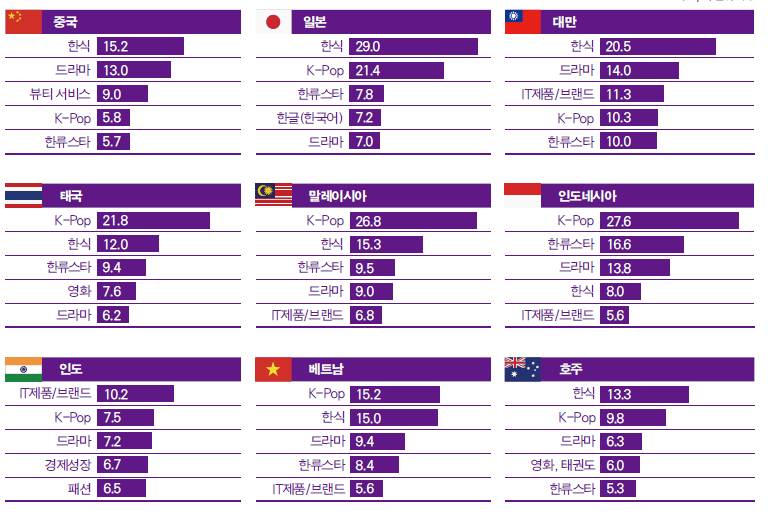 중국
한식 15.2
드라마 13.0
뷰티 서비스 9.0
K-Pop 5.8
한류스타 5.7
일본
한식 29.0
K-Pop 21.4
한류스타 7.8
한글(한국어) 7.2
드라마 7.0
대만
한식 20.5
드라마 14.0
IT제품/브랜드 11.3
K-Pop 10.3
한류스타 10.0
태국
K-Pop 21.8
한식 12.0
한류스타 9.4
영화 7.6
드라마 6.2
말레이시아
K-Pop 26.8
한식 15.3
한류스타 9.5
드라마 9.0
IT제품/브랜드 6.8
인도네시아
K-Pop 27.6
한류스타 16.6
드라마 13.8
한식 8.0
IT제품/브랜드 5.6
인도
IT제품/브랜드 10.2
K-Pop 7.5
드라마 7.2
경제성장 6.7
패션 6.5
베트남
K-Pop 15.2
한식 15.0
드라마 9.4
한류스타 8.4
IT제품/브랜드 5.6
호주
한식 13.3
K-Pop 9.8
드라마 6.3
영화, 태권도 6.0
한류스타 5.3